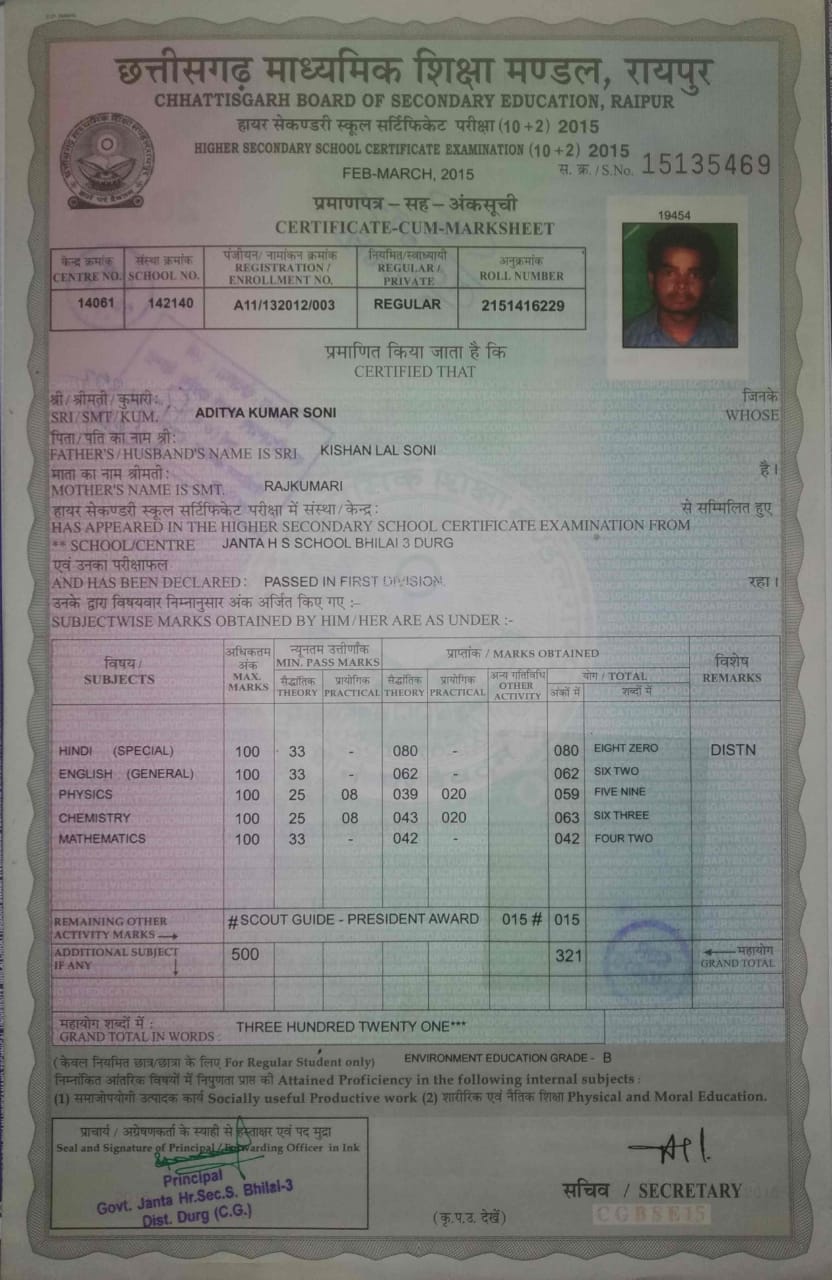 छत्तीसगढ़ माध्यमिक शिक्षा मण्डल, रायपुर
CHHATTISGARH BOARD OF SECONDARY EDUCATION, RAIPUR
हायर सेकण्डरी स्कूल सर्टिफिकेट परीक्षा (10+2) 2015
HIGHER SECONDARY SCHOOL CERTIFICATE EXAMINATION (10+2) 2015
FEB-MARCH, 2015
स. क्र. / S.No. 15135469
प्रमाणपत्र – सह – अंकसूची
CERTIFICATE-CUM-MARKSHEET
19454
केन्द्र क्रमांक संस्था क्रमांक पंजीयन/ नामांकन क्रमांक नियमित/स्वाध्यायी अनुक्रमांक
CENTRE NO. SCHOOL NO. REGISTRATION / ENROLLMENT NO. REGULAR / PRIVATE ROLL NUMBER
14061 142140 A11/132012/003 REGULAR 2151416229
प्रमाणित किया जाता है कि
CERTIFIED THAT
श्री / श्रीमती / कुमारी : जिनके
SRI / SMT / KUM. ADITYA KUMAR SONI WHOSE
पिता/पति का नाम श्री:
FATHER'S / HUSBAND'S NAME IS SRI KISHAN LAL SONI
माता का नाम श्रीमती: है।
MOTHER'S NAME IS SMT. RAJKUMARI
हायर सेकण्डरी स्कूल सर्टिफिकेट परीक्षा में संस्था/केन्द्र : से सम्मिलित हुए
HAS APPEARED IN THE HIGHER SECONDARY SCHOOL CERTIFICATE EXAMINATION FROM
** SCHOOL/CENTRE JANTA H S SCHOOL BHILAI 3 DURG
एवं उनका परीक्षाफल
AND HAS BEEN DECLARED : PASSED IN FIRST DIVISION. रहा।
उनके द्वारा विषयवार निम्नानुसार अंक अर्जित किए गए :-
SUBJECTWISE MARKS OBTAINED BY HIM / HER ARE AS UNDER :-
विषय/ SUBJECTS अधिकतम अंक MAX. MARKS न्यूनतम उत्तीर्णांक MIN. PASS MARKS प्राप्तांक / MARKS OBTAINED विशेष REMARKS
सैद्धांतिक THEORY प्रायोगिक PRACTICAL सैद्धांतिक THEORY प्रायोगिक PRACTICAL अन्य गतिविधि OTHER ACTIVITY योग / TOTAL
अंकों में शब्दों में
HINDI (SPECIAL) 100 33 - 080 - 080 EIGHT ZERO DISTN
ENGLISH (GENERAL) 100 33 - 062 - 062 SIX TWO
PHYSICS 100 25 08 039 020 059 FIVE NINE
CHEMISTRY 100 25 08 043 020 063 SIX THREE
MATHEMATICS 100 33 - 042 - 042 FOUR TWO
REMAINING OTHER ACTIVITY MARKS → #SCOUT GUIDE - PRESIDENT AWARD 015 # 015
ADDITIONAL SUBJECT IF ANY ↓ 500 321 ← महायोग GRAND TOTAL
महायोग शब्दों में :
GRAND TOTAL IN WORDS : THREE HUNDRED TWENTY ONE***
(केवल नियमित छात्र/छात्रा के लिए For Regular Student only) ENVIRONMENT EDUCATION GRADE - B
निम्नांकित आंतरिक विषयों में निपुणता प्राप्त की Attained Proficiency in the following internal subjects :
(1) समाजोपयोगी उत्पादक कार्य Socially useful Productive work (2) शारीरिक एवं नैतिक शिक्षा Physical and Moral Education.
प्राचार्य / अग्रेषणकर्ता के स्याही से हस्ताक्षर एवं पद मुद्रा
Seal and Signature of Principal / Forwarding Officer in Ink
Principal
Govt. Janta Hr.Sec.S. Bhilai-3
Dist. Durg (C.G.)
सचिव / SECRETARY
CGBSE15
(कृ.प.उ. देखें)